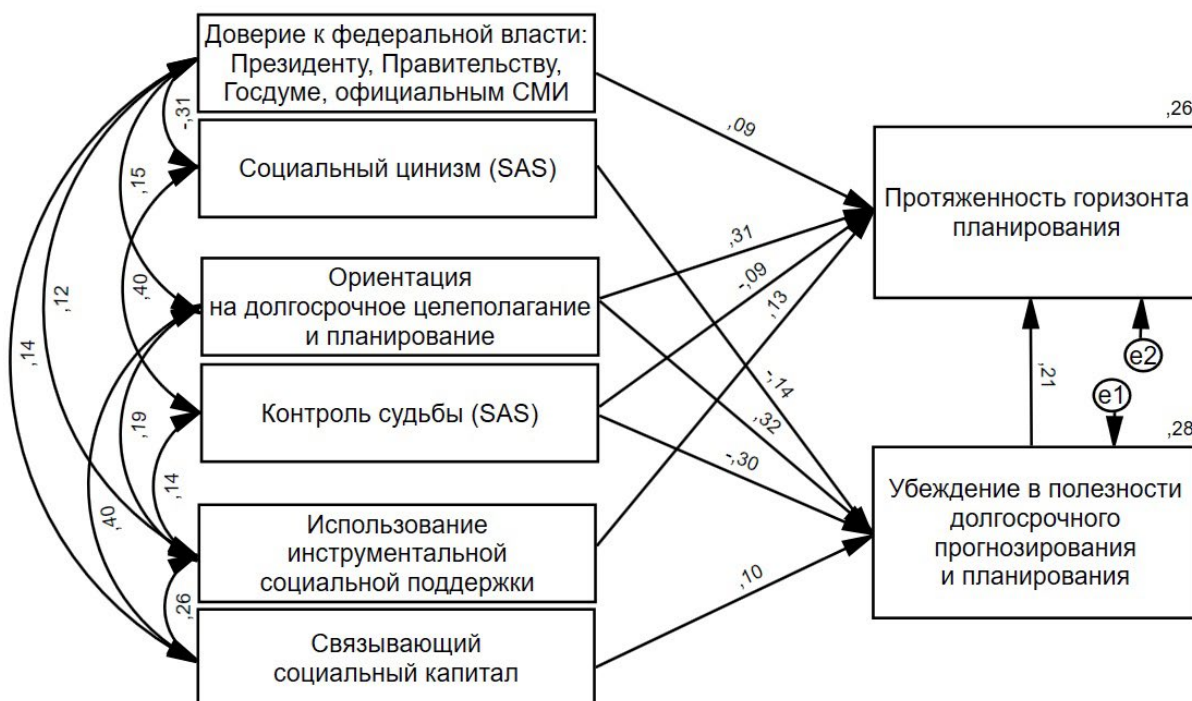 Доверие к федеральной власти:
Президенту, Правительству,
Госдуме, официальным СМИ
Социальный цинизм (SAS)
Ориентация
на долгосрочное целеполагание
и планирование
Контроль судьбы (SAS)
Использование
инструментальной
социальной поддержки
Связывающий
социальный капитал
-,31
,15
,40
,12
,14
,19
,14
,40
,26
,09
,31
-,09
,13
-,14
,32
-,30
,10
,26
Протяженность горизонта
планирования
,21
e2
e1
,28
Убеждение в полезности
долгосрочного
прогнозирования
и планирования